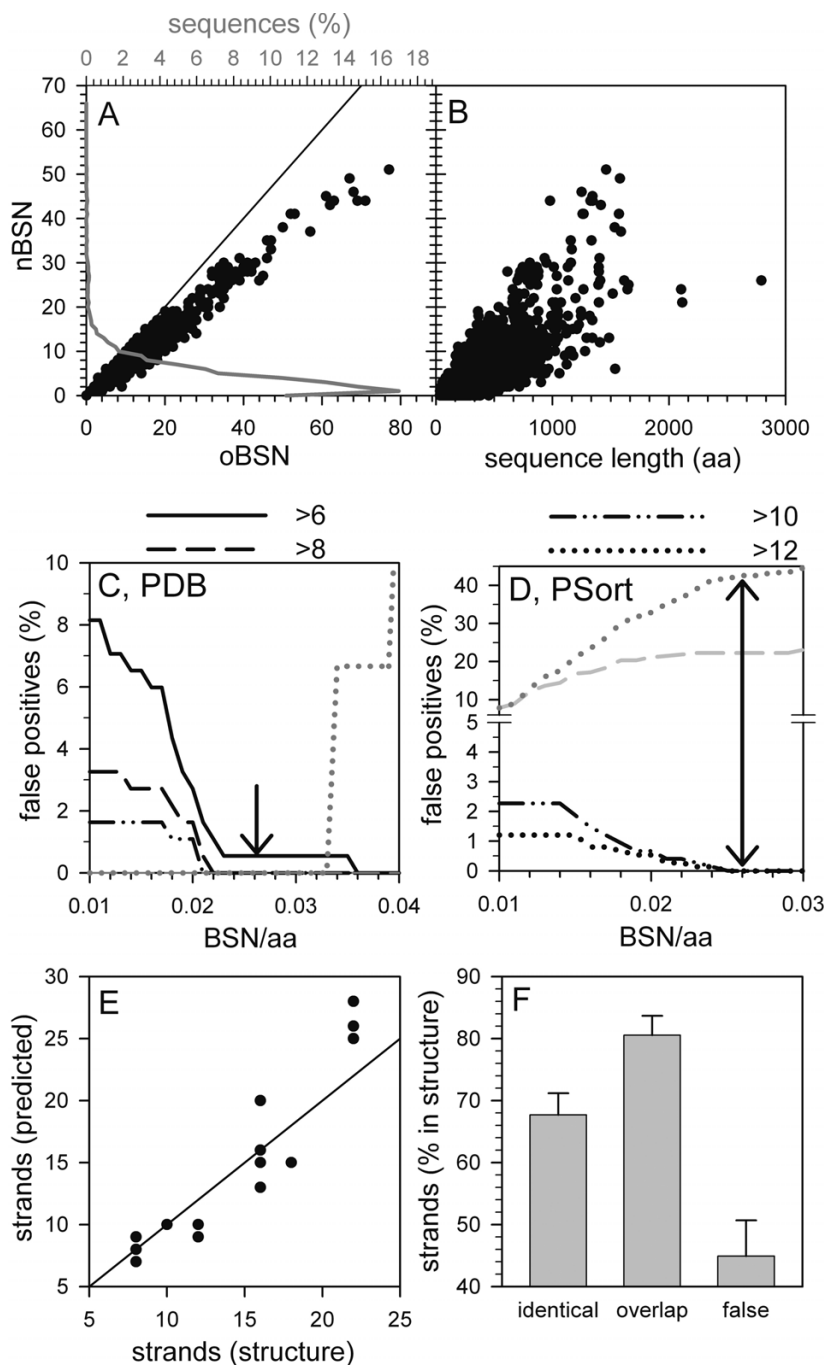 sequences (%)
0 2 4 6 8 10 12 14 16 18
70
60
50
40
30
20
10
0
nBSN
A
B
0 20 40 60 80
0 1000 2000 3000
oBSN
sequence length (aa)
>6
>8
>10
>12
C, PDB
10
8
6
4
2
0
false positives (%)
0.01 0.02 0.03 0.04
BSN/aa
D, PSort
40
30
20
10
5
4
3
2
1
0
false positives (%)
0.01 0.02 0.03
BSN/aa
E
30
25
20
15
10
5
strands (predicted)
5 10 15 20 25
strands (structure)
F
90
80
70
60
50
40
strands (% in structure)
identical overlap false